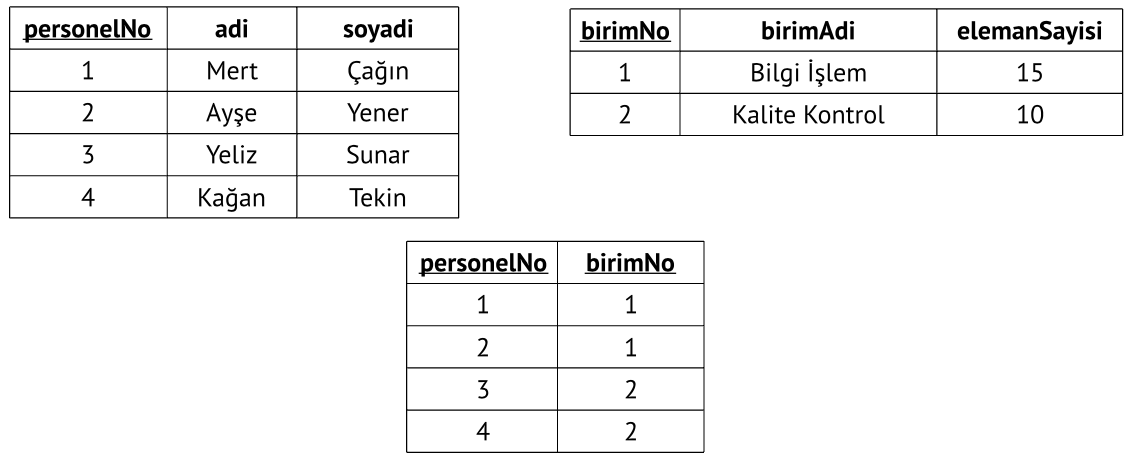 personelNo adi soyadi
1 Mert Çağın
2 Ayşe Yener
3 Yeliz Sunar
4 Kağan Tekin
birimNo birimAdi elemanSayisi
1 Bilgi İşlem 15
2 Kalite Kontrol 10
personelNo birimNo
1 1
2 1
3 2
4 2